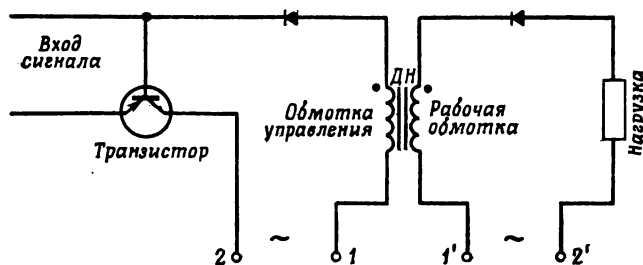 Вход
сигнала
Транзистор
ДН
Обмотка
управления
Рабочая
обмотка
Нагрузка
2 ~ 1 1' ~ 2'